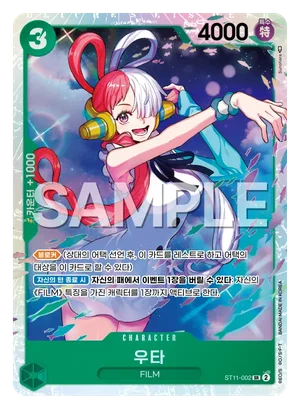 3
4000
특수
特
카운터 +1000
SAMPLE
블로커 (상대의 어택 선언 후, 이 카드를 레스트로 하고 어택의
대상을 이 카드로 할 수 있다)
자신의 턴 종료 시 자신의 패에서 이벤트 1장을 버릴 수 있다: 자신의
《FILM》 특징을 가진 캐릭터를 1장까지 액티브로 한다.
CHARACTER
우타
FILM
ST11-002
2